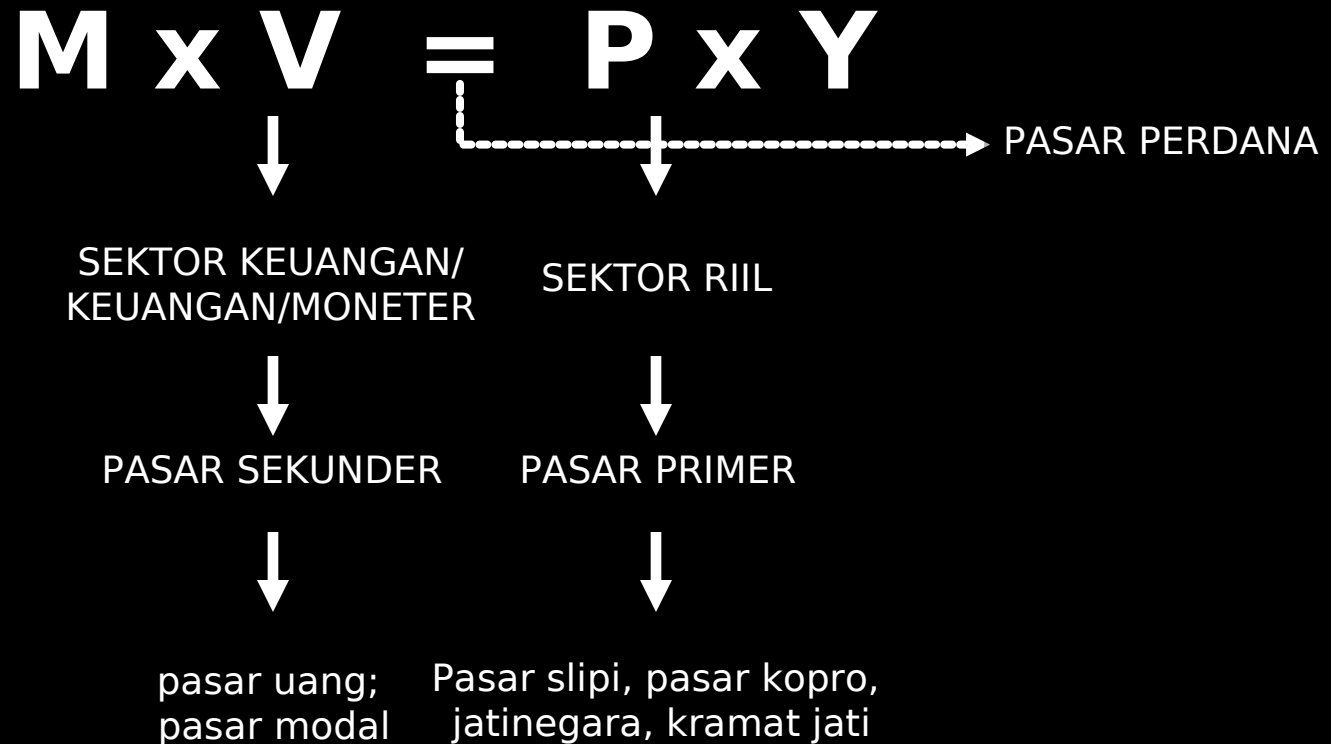 M x V = P x Y
PASAR PERDANA
SEKTOR KEUANGAN/
KEUANGAN/MONETER
SEKTOR RIIL
PASAR SEKUNDER
PASAR PRIMER
pasar uang;
pasar modal
Pasar slipi, pasar kopro,
jatinegara, kramat jati